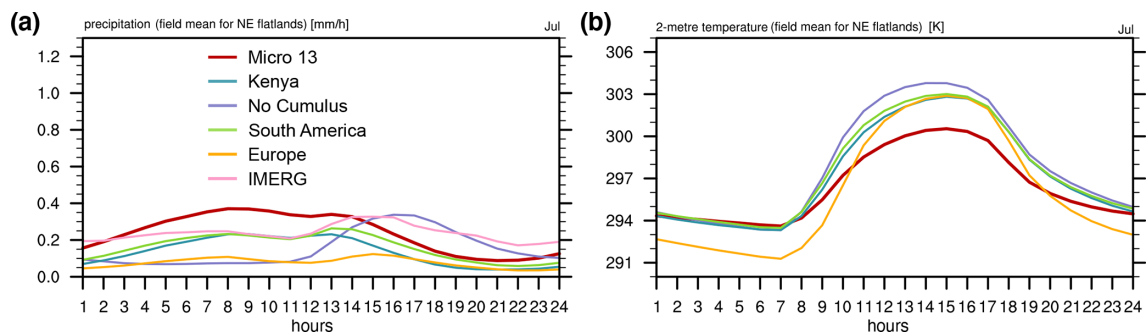 (a)
precipitation (field mean for NE flatlands) [mm/h]
Jul
1.2
1.0
0.8
0.6
0.4
0.2
0.0
Micro 13
Kenya
No Cumulus
South America
Europe
IMERG
1 2 3 4 5 6 7 8 9 10 11 12 13 14 15 16 17 18 19 20 21 22 23 24
hours
(b)
2-metre temperature (field mean for NE flatlands) [K]
Jul
306
303
300
297
294
291
1 2 3 4 5 6 7 8 9 10 11 12 13 14 15 16 17 18 19 20 21 22 23 24
hours